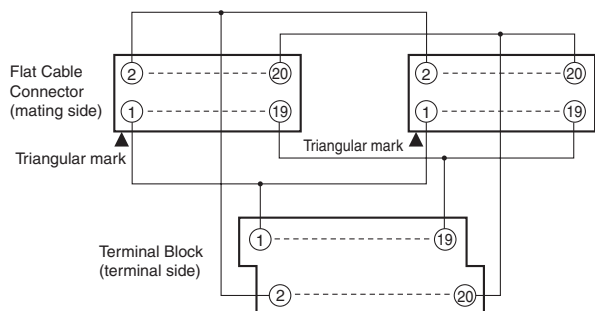 2 20
2 20
Flat Cable
Connector
(mating side)
1 19
1 19
Triangular mark
Triangular mark
1 19
Terminal Block
(terminal side)
2 20